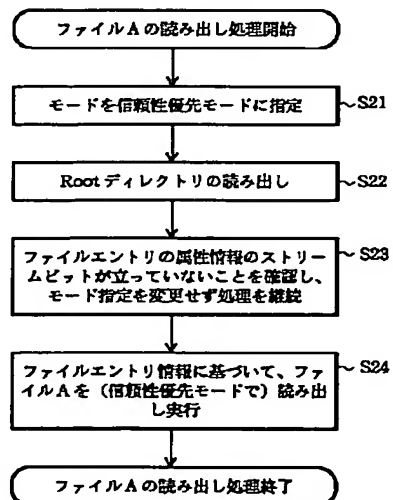 ファイルAの読み出し処理開始
モードを信頼性優先モードに指定
～S21
Rootディレクトリの読み出し
～S22
ファイルエントリの属性情報のストリー
ムビットが立っていないことを確認し、
モード指定を変更せず処理を継続
～S23
ファイルエントリ情報に基づいて、ファ
イルAを（信頼性優先モードで）読み出
し実行
～S24
ファイルAの読み出し処理終了